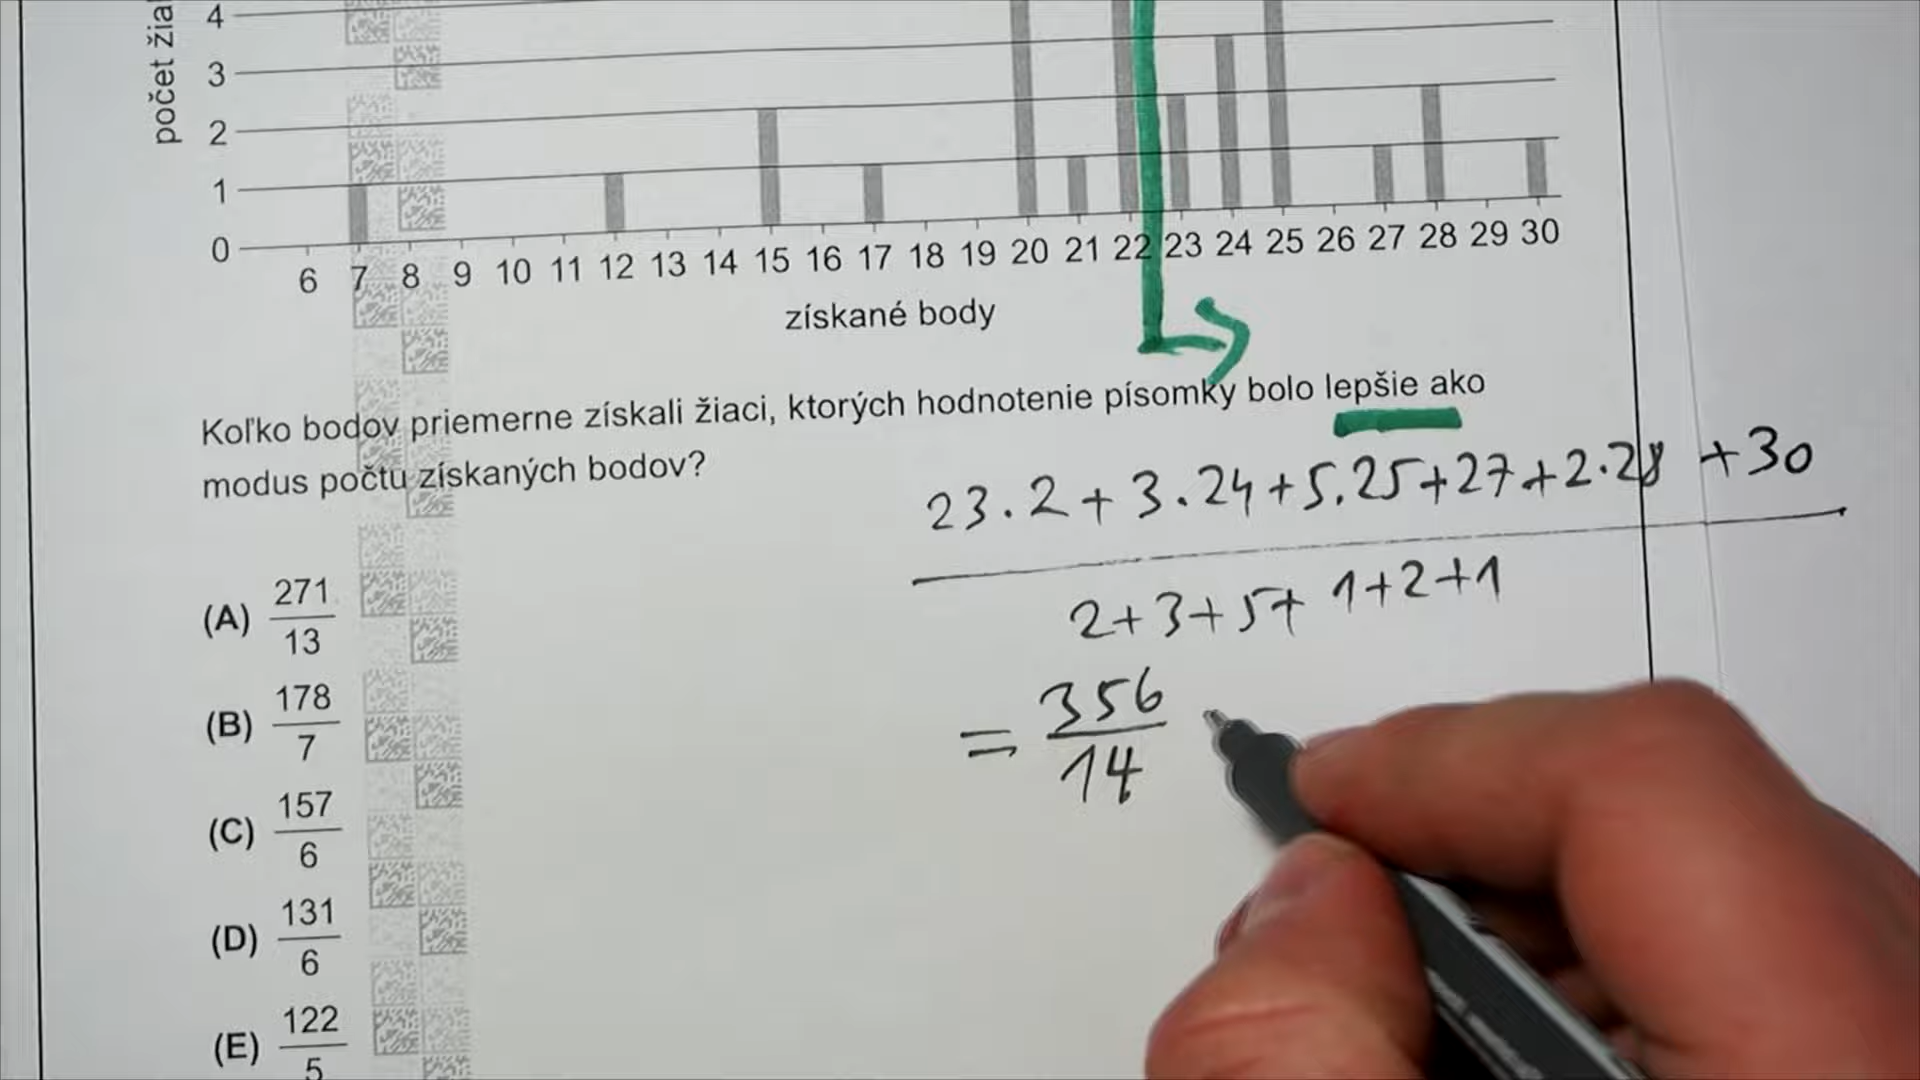 4
počet žia
3
2
1
0
6 7 8 9 10 11 12 13 14 15 16 17 18 19 20 21 22 23 24 25 26 27 28 29 30
získané body
Koľko bodov priemerne získali žiaci, ktorých hodnotenie písomky bolo lepšie ako
modus počtu získaných bodov?
23.2+3.24+5.25+27+2.28+30
2+3+5+1+2+1
= 356
14
(A) 271
13
(B) 178
7
(C) 157
6
(D) 131
6
(E) 122
5